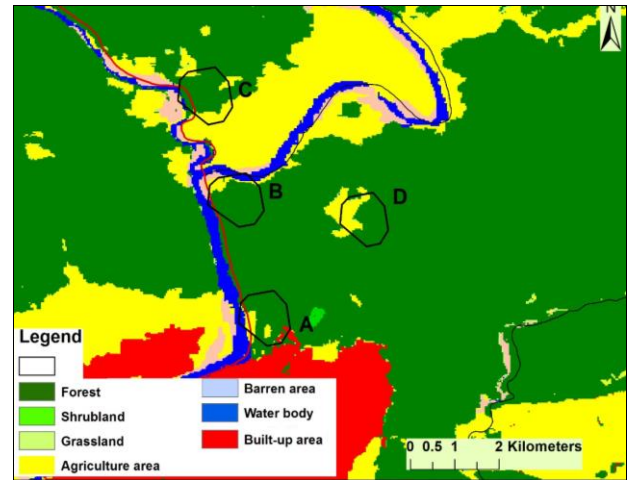 N
C
B
D
A
Legend
Forest
Shrubland
Grassland
Agriculture area
Barren area
Water body
Built-up area
0 0.5 1 2 Kilometers